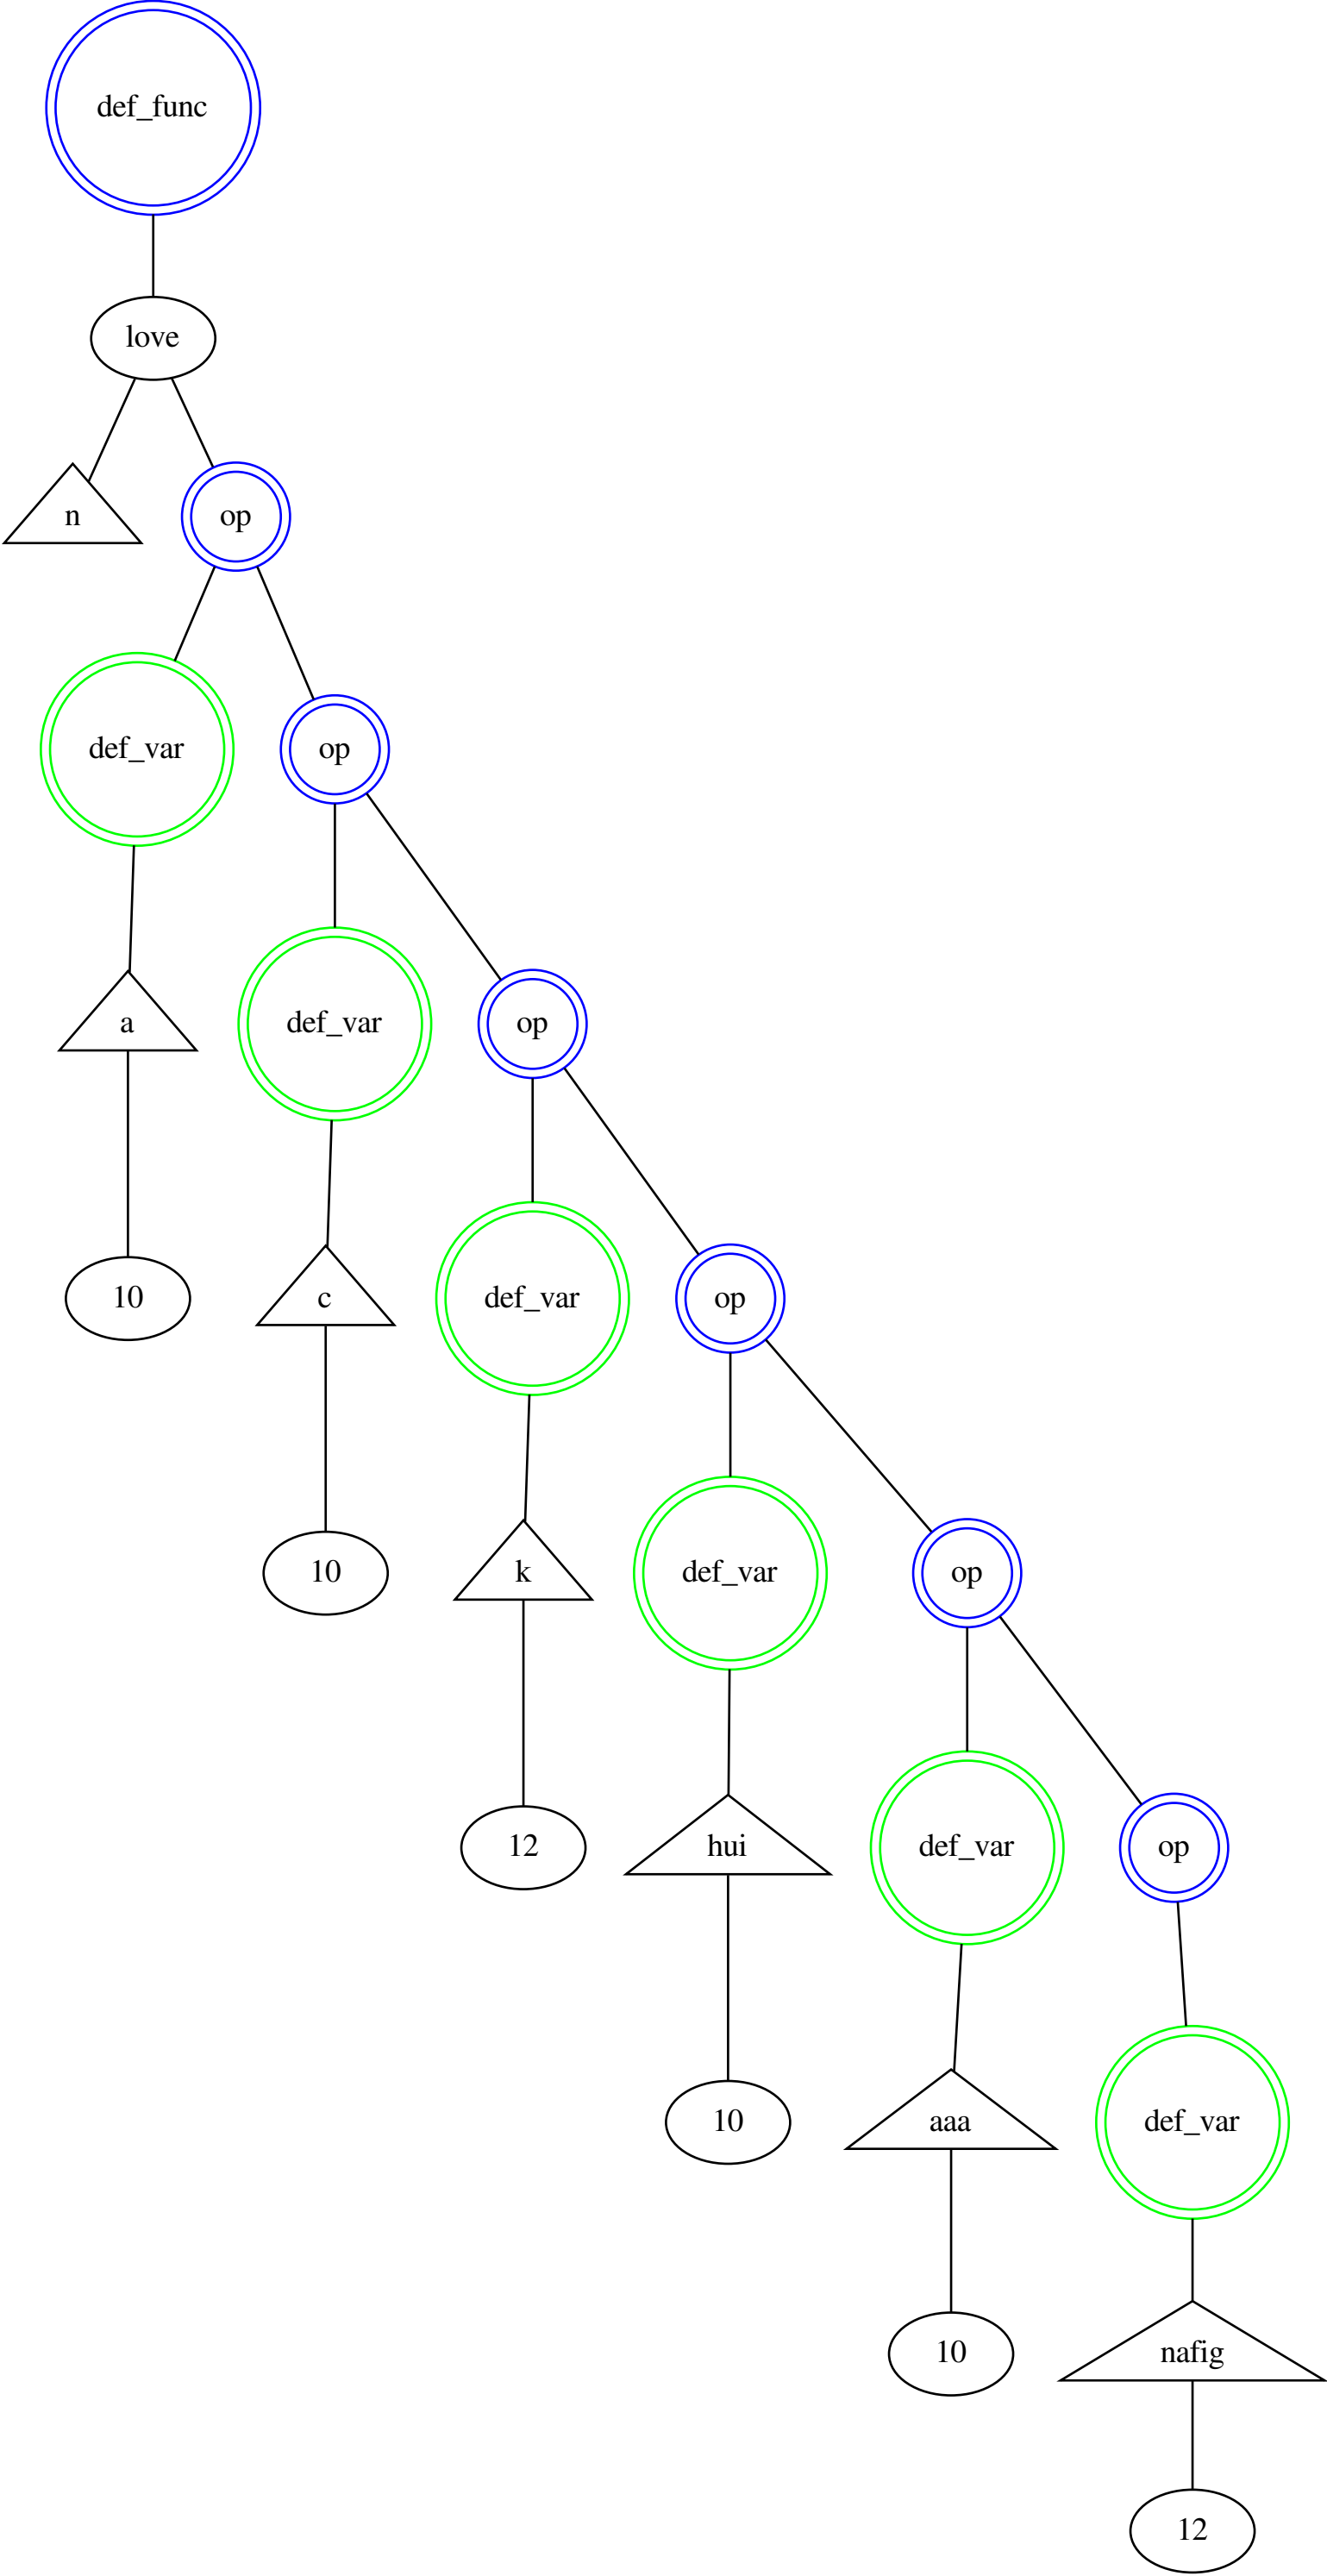 def_func
love
n
op
def_var
op
a
def_var
op
10
c
def_var
op
10
k
def_var
op
12
hui
def_var
op
10
aaa
def_var
10
nafig
12